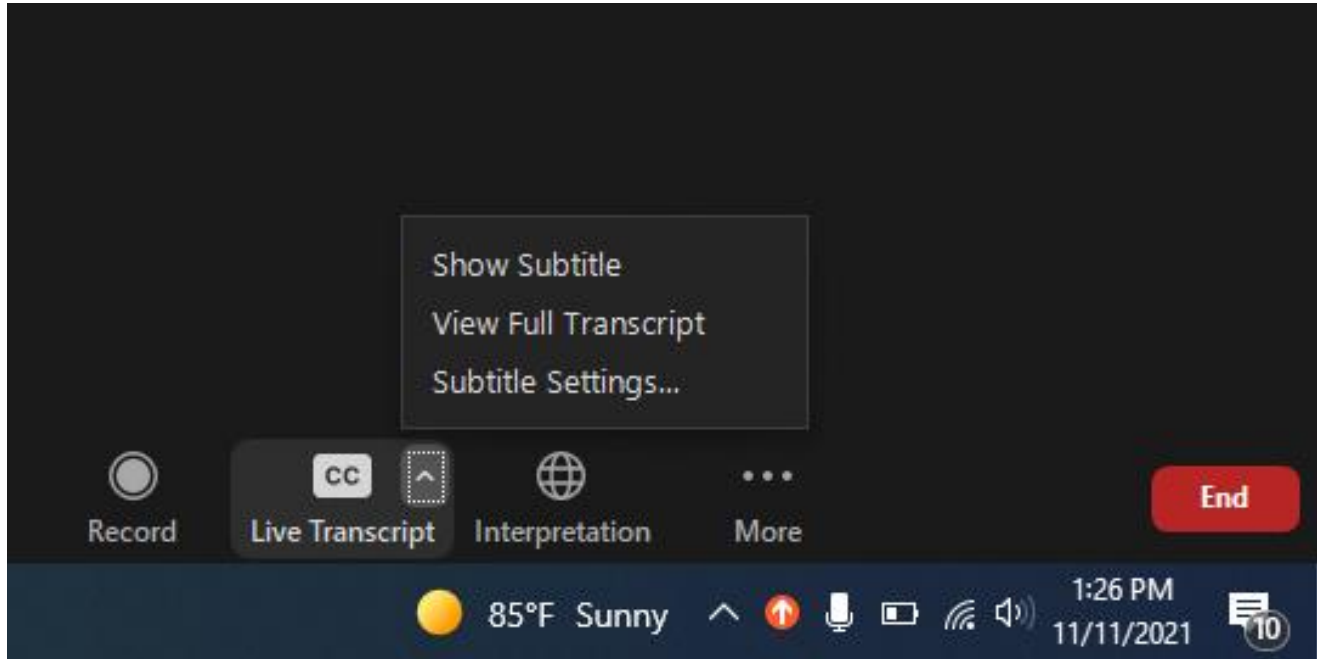 Show Subtitle
View Full Transcript
Subtitle Settings...
CC
Record
Live Transcript
Interpretation
More
End
85°F Sunny
1:26 PM
11/11/2021
10